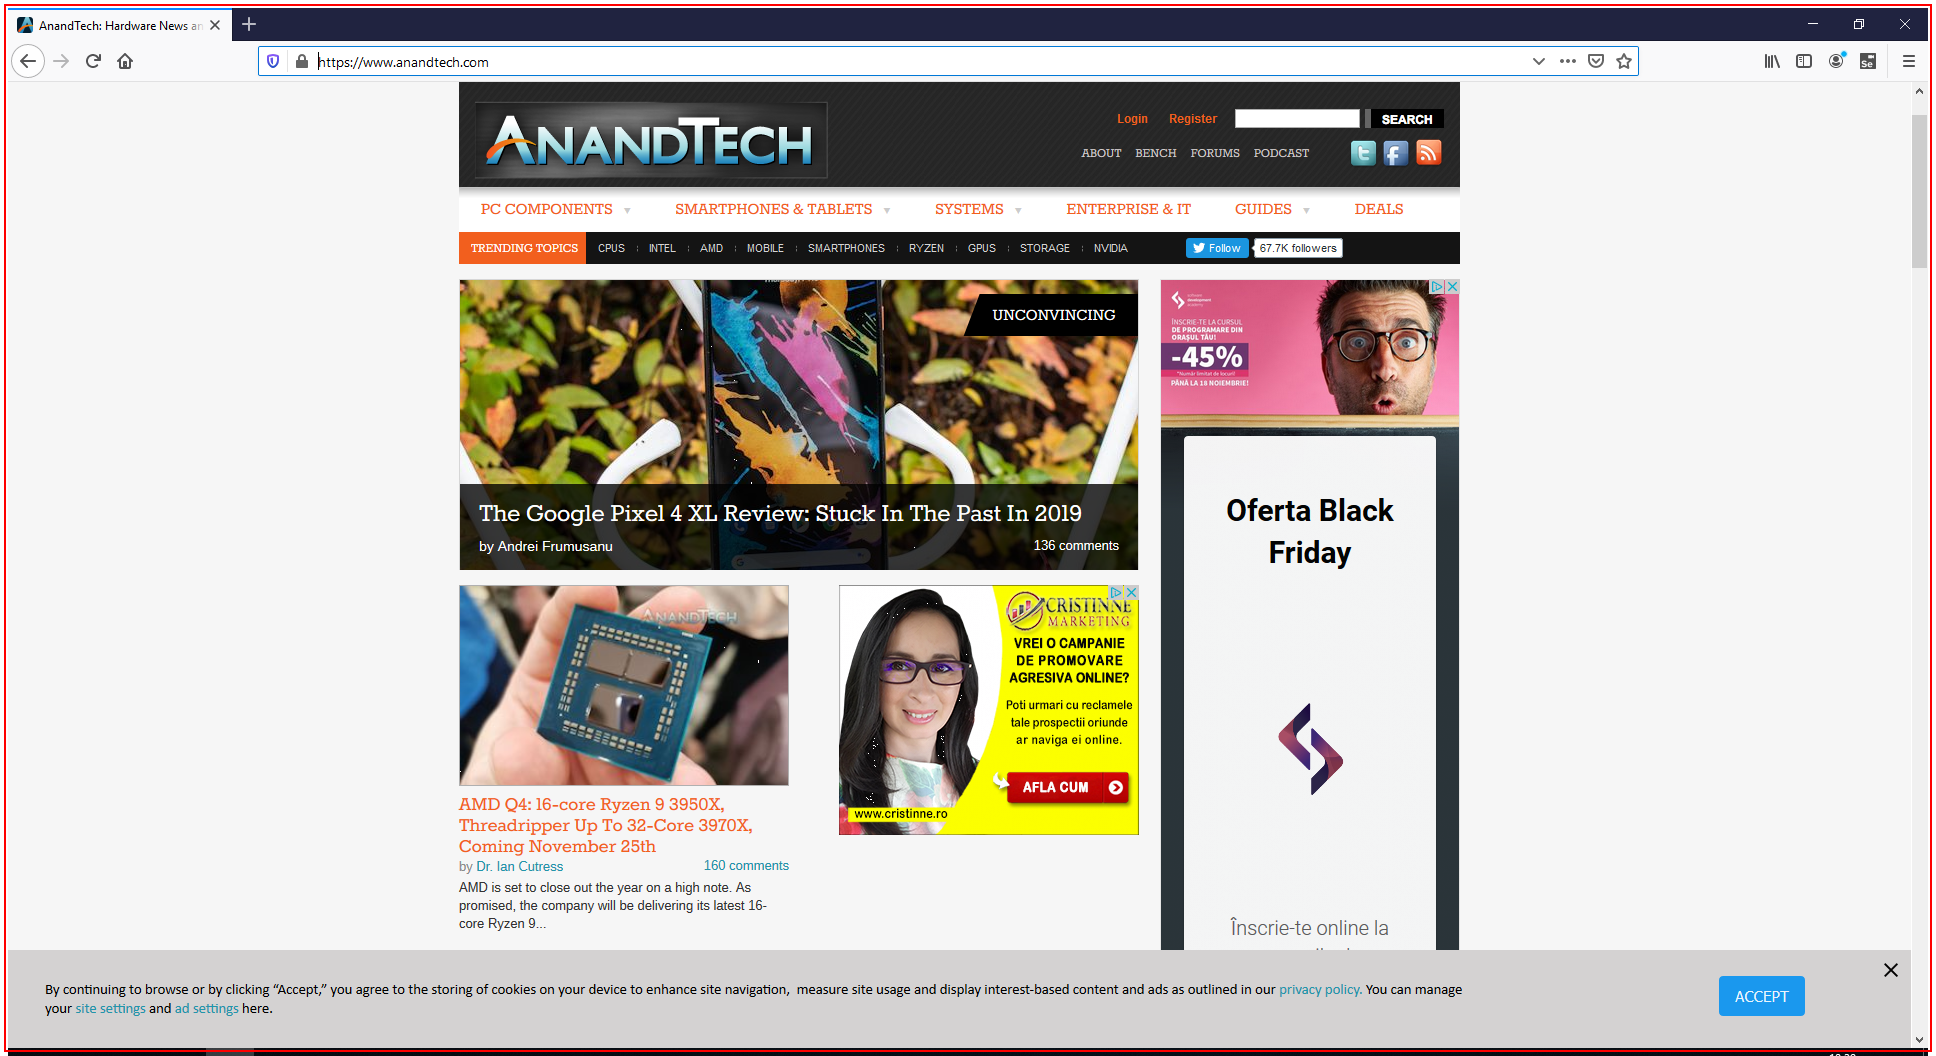 AnandTech: Hardware News an
https://www.anandtech.com
Se
ANANDTECH
Login Register SEARCH
ABOUT BENCH FORUMS PODCAST
PC COMPONENTS SMARTPHONES & TABLETS SYSTEMS ENTERPRISE & IT GUIDES DEALS
TRENDING TOPICS CPUS INTEL AMD MOBILE SMARTPHONES RYZEN GPUS STORAGE NVIDIA Follow 67.7K followers
UNCONVINCING
The Google Pixel 4 XL Review: Stuck In The Past In 2019
by Andrei Frumusanu 136 comments
software
development
academy
ÎNSCRIE-TE LA CURSUL
DE PROGRAMARE DIN
ORAȘUL TĂU!
-45%
*Număr limitat de locuri!
PÂNĂ LA 18 NOIEMBRIE!
Oferta Black
Friday
Înscrie-te online la
ANANDTECH
AMD Q4: 16-core Ryzen 9 3950X,
Threadripper Up To 32-Core 3970X,
Coming November 25th
by Dr. Ian Cutress 160 comments
AMD is set to close out the year on a high note. As
promised, the company will be delivering its latest 16-
core Ryzen 9...
CRISTINNE
MARKETING
VREI O CAMPANIE
DE PROMOVARE
AGRESIVA ONLINE?
Poti urmari cu reclamele
tale prospectii oriunde
ar naviga ei online.
AFLA CUM
www.cristinne.ro
By continuing to browse or by clicking “Accept,” you agree to the storing of cookies on your device to enhance site navigation, measure site usage and display interest-based content and ads as outlined in our privacy policy. You can manage
your site settings and ad settings here.
ACCEPT